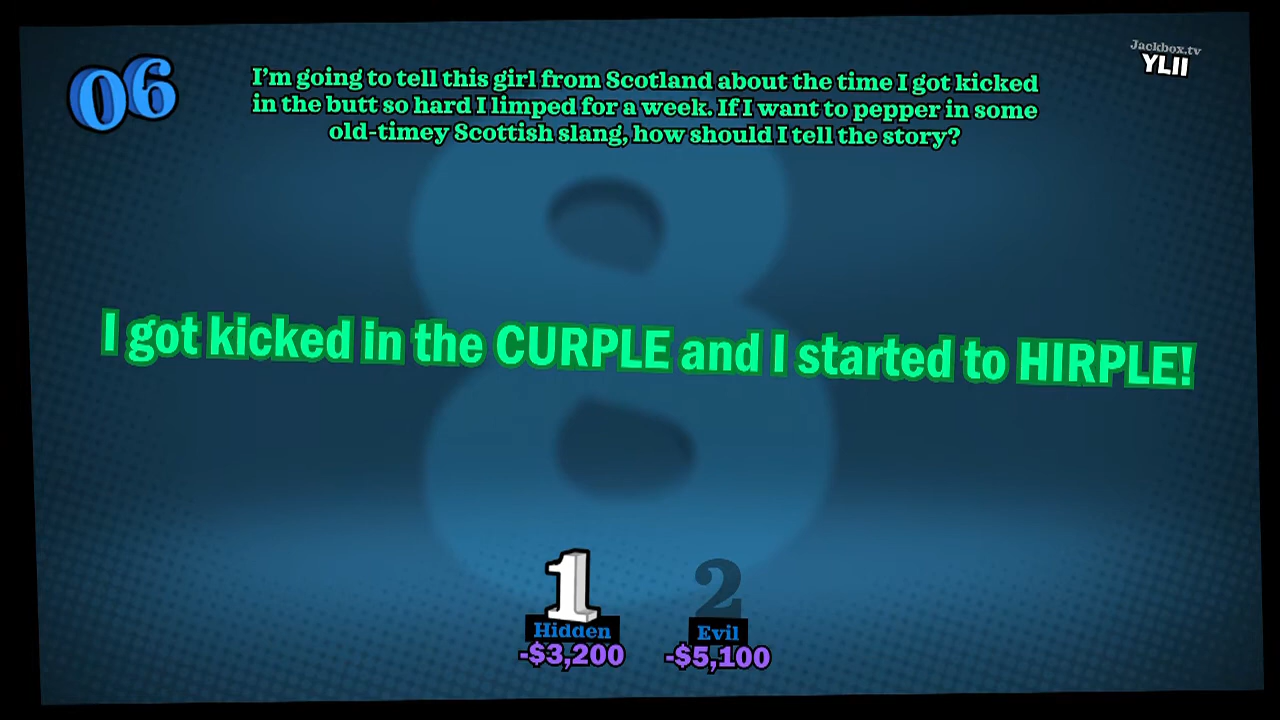 Jackbox.tv
YLII
06
I'm going to tell this girl from Scotland about the time I got kicked
in the butt so hard I limped for a week. If I want to pepper in some
old-timey Scottish slang, how should I tell the story?
8
I got kicked in the CURPLE and I started to HIRPLE!
1 2
Hidden Evil
-$3,200 -$5,100